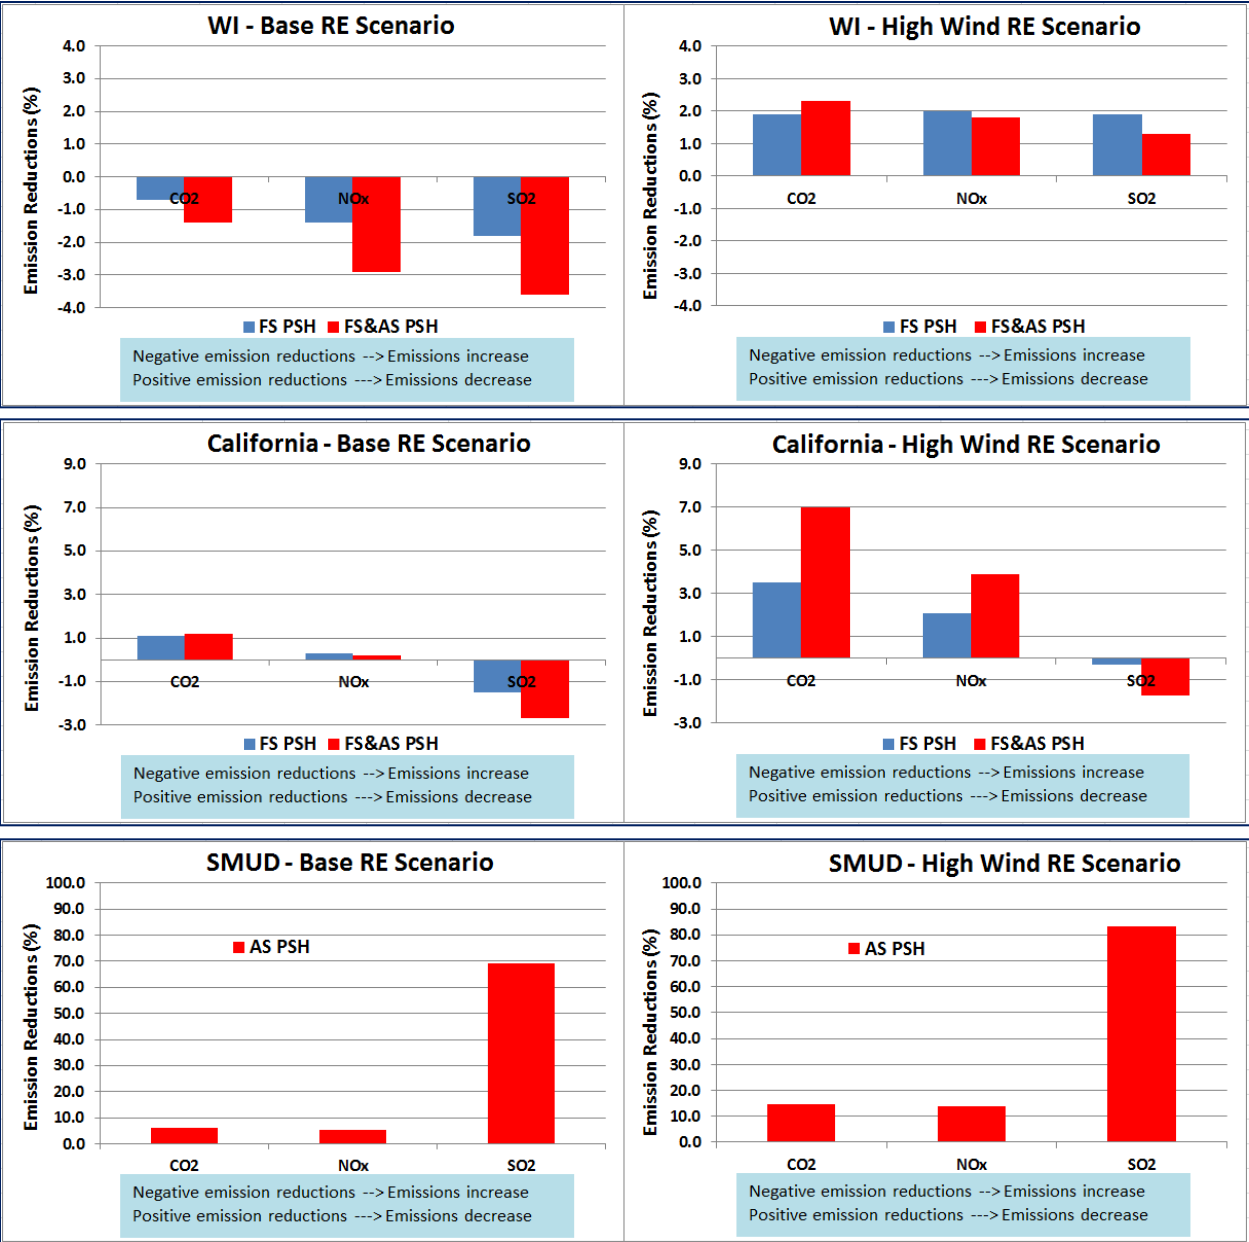 WI - Base RE Scenario
Emission Reductions (%)
4.0
3.0
2.0
1.0
0.0
-1.0
-2.0
-3.0
-4.0
CO2 NOx SO2
FS PSH FS&AS PSH
Negative emission reductions --> Emissions increase
Positive emission reductions ---> Emissions decrease
WI - High Wind RE Scenario
Emission Reductions (%)
4.0
3.0
2.0
1.0
0.0
-1.0
-2.0
-3.0
-4.0
CO2 NOx SO2
FS PSH FS&AS PSH
Negative emission reductions --> Emissions increase
Positive emission reductions ---> Emissions decrease
California - Base RE Scenario
Emission Reductions (%)
9.0
7.0
5.0
3.0
1.0
-1.0
-3.0
CO2 NOx SO2
FS PSH FS&AS PSH
Negative emission reductions --> Emissions increase
Positive emission reductions ---> Emissions decrease
California - High Wind RE Scenario
Emission Reductions (%)
9.0
7.0
5.0
3.0
1.0
-1.0
-3.0
CO2 NOx SO2
FS PSH FS&AS PSH
Negative emission reductions --> Emissions increase
Positive emission reductions ---> Emissions decrease
SMUD - Base RE Scenario
Emission Reductions (%)
100.0
90.0
80.0
70.0
60.0
50.0
40.0
30.0
20.0
10.0
0.0
AS PSH
CO2 NOx SO2
Negative emission reductions --> Emissions increase
Positive emission reductions ---> Emissions decrease
SMUD - High Wind RE Scenario
Emission Reductions (%)
100.0
90.0
80.0
70.0
60.0
50.0
40.0
30.0
20.0
10.0
0.0
AS PSH
CO2 NOx SO2
Negative emission reductions --> Emissions increase
Positive emission reductions ---> Emissions decrease